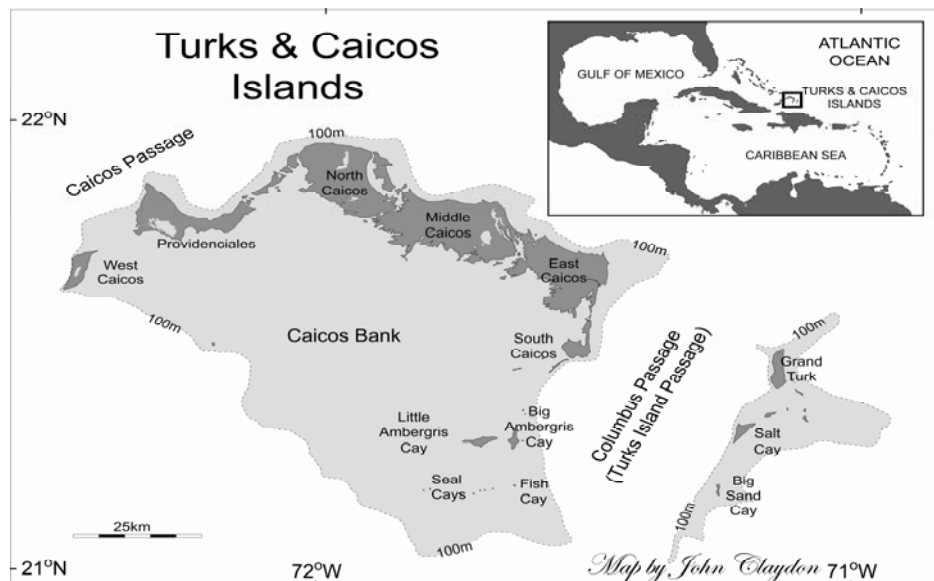 Turks & Caicos
Islands
22°N
Caicos Passage
100m
North
Caicos
Middle
Caicos
Providenciales
West
Caicos
East
Caicos
100m
100m
Caicos Bank
South
Caicos
Columbus Passage
(Turks Island Passage)
100m
Grand
Turk
Little
Ambergris
Cay
Big
Ambergris
Cay
Salt
Cay
Seal
Cays
Fish
Cay
Big
Sand
Cay
100m
100m
25km
21°N
72°W
Map by John Claydon
71°W
GULF OF MEXICO
ATLANTIC
OCEAN
TURKS & CAICOS
ISLANDS
CARIBBEAN SEA